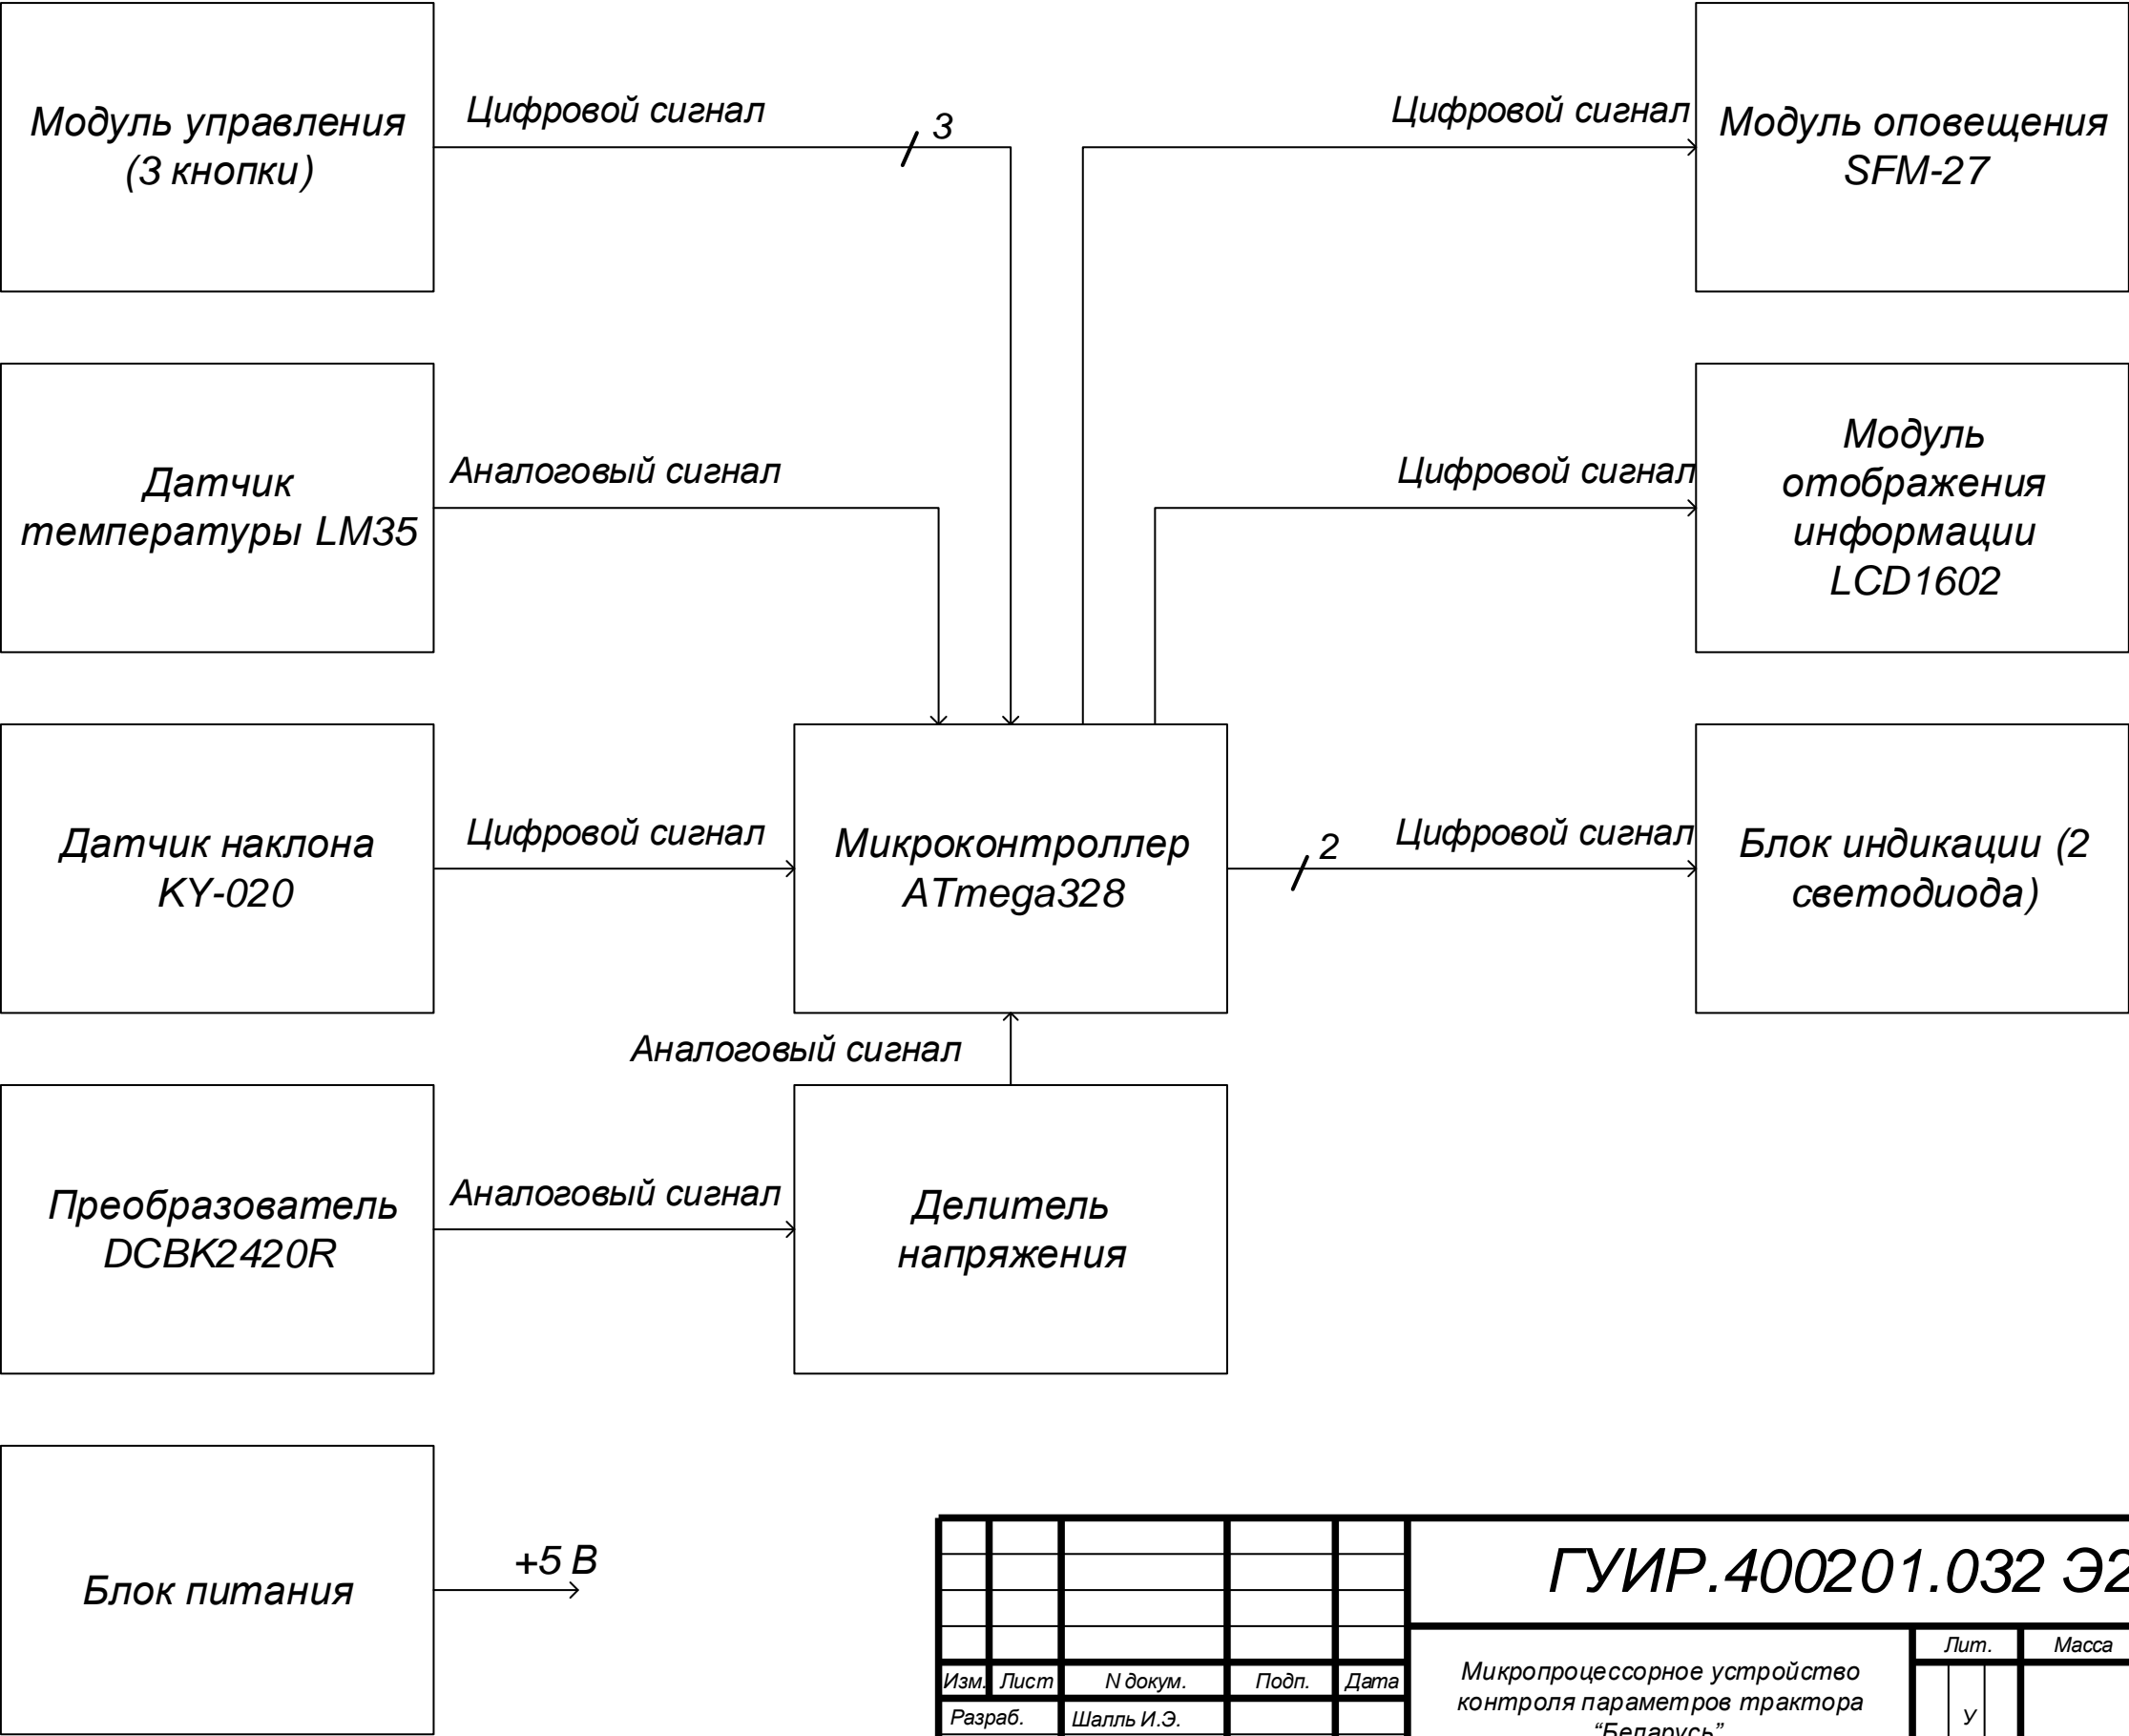 Модуль управления
(3 кнопки)
Цифровой сигнал
3
Цифровой сигнал
Модуль оповещения
SFM-27
Датчик
температуры LM35
Аналоговый сигнал
Цифровой сигнал
Модуль
отображения
информации
LCD1602
Датчик наклона
KY-020
Цифровой сигнал
Микроконтроллер
ATmega328
2
Цифровой сигнал
Блок индикации (2
светодиода)
Аналоговый сигнал
Преобразователь
DCBK2420R
Аналоговый сигнал
Делитель
напряжения
Блок питания
+5 В
ГУИР.400201.032 Э2
Изм. Лист N докум. Подп. Дата
Разраб. Шалль И.Э.
Микропроцессорное устройство
контроля параметров трактора
“Беларусь”
Лит. Масса
У